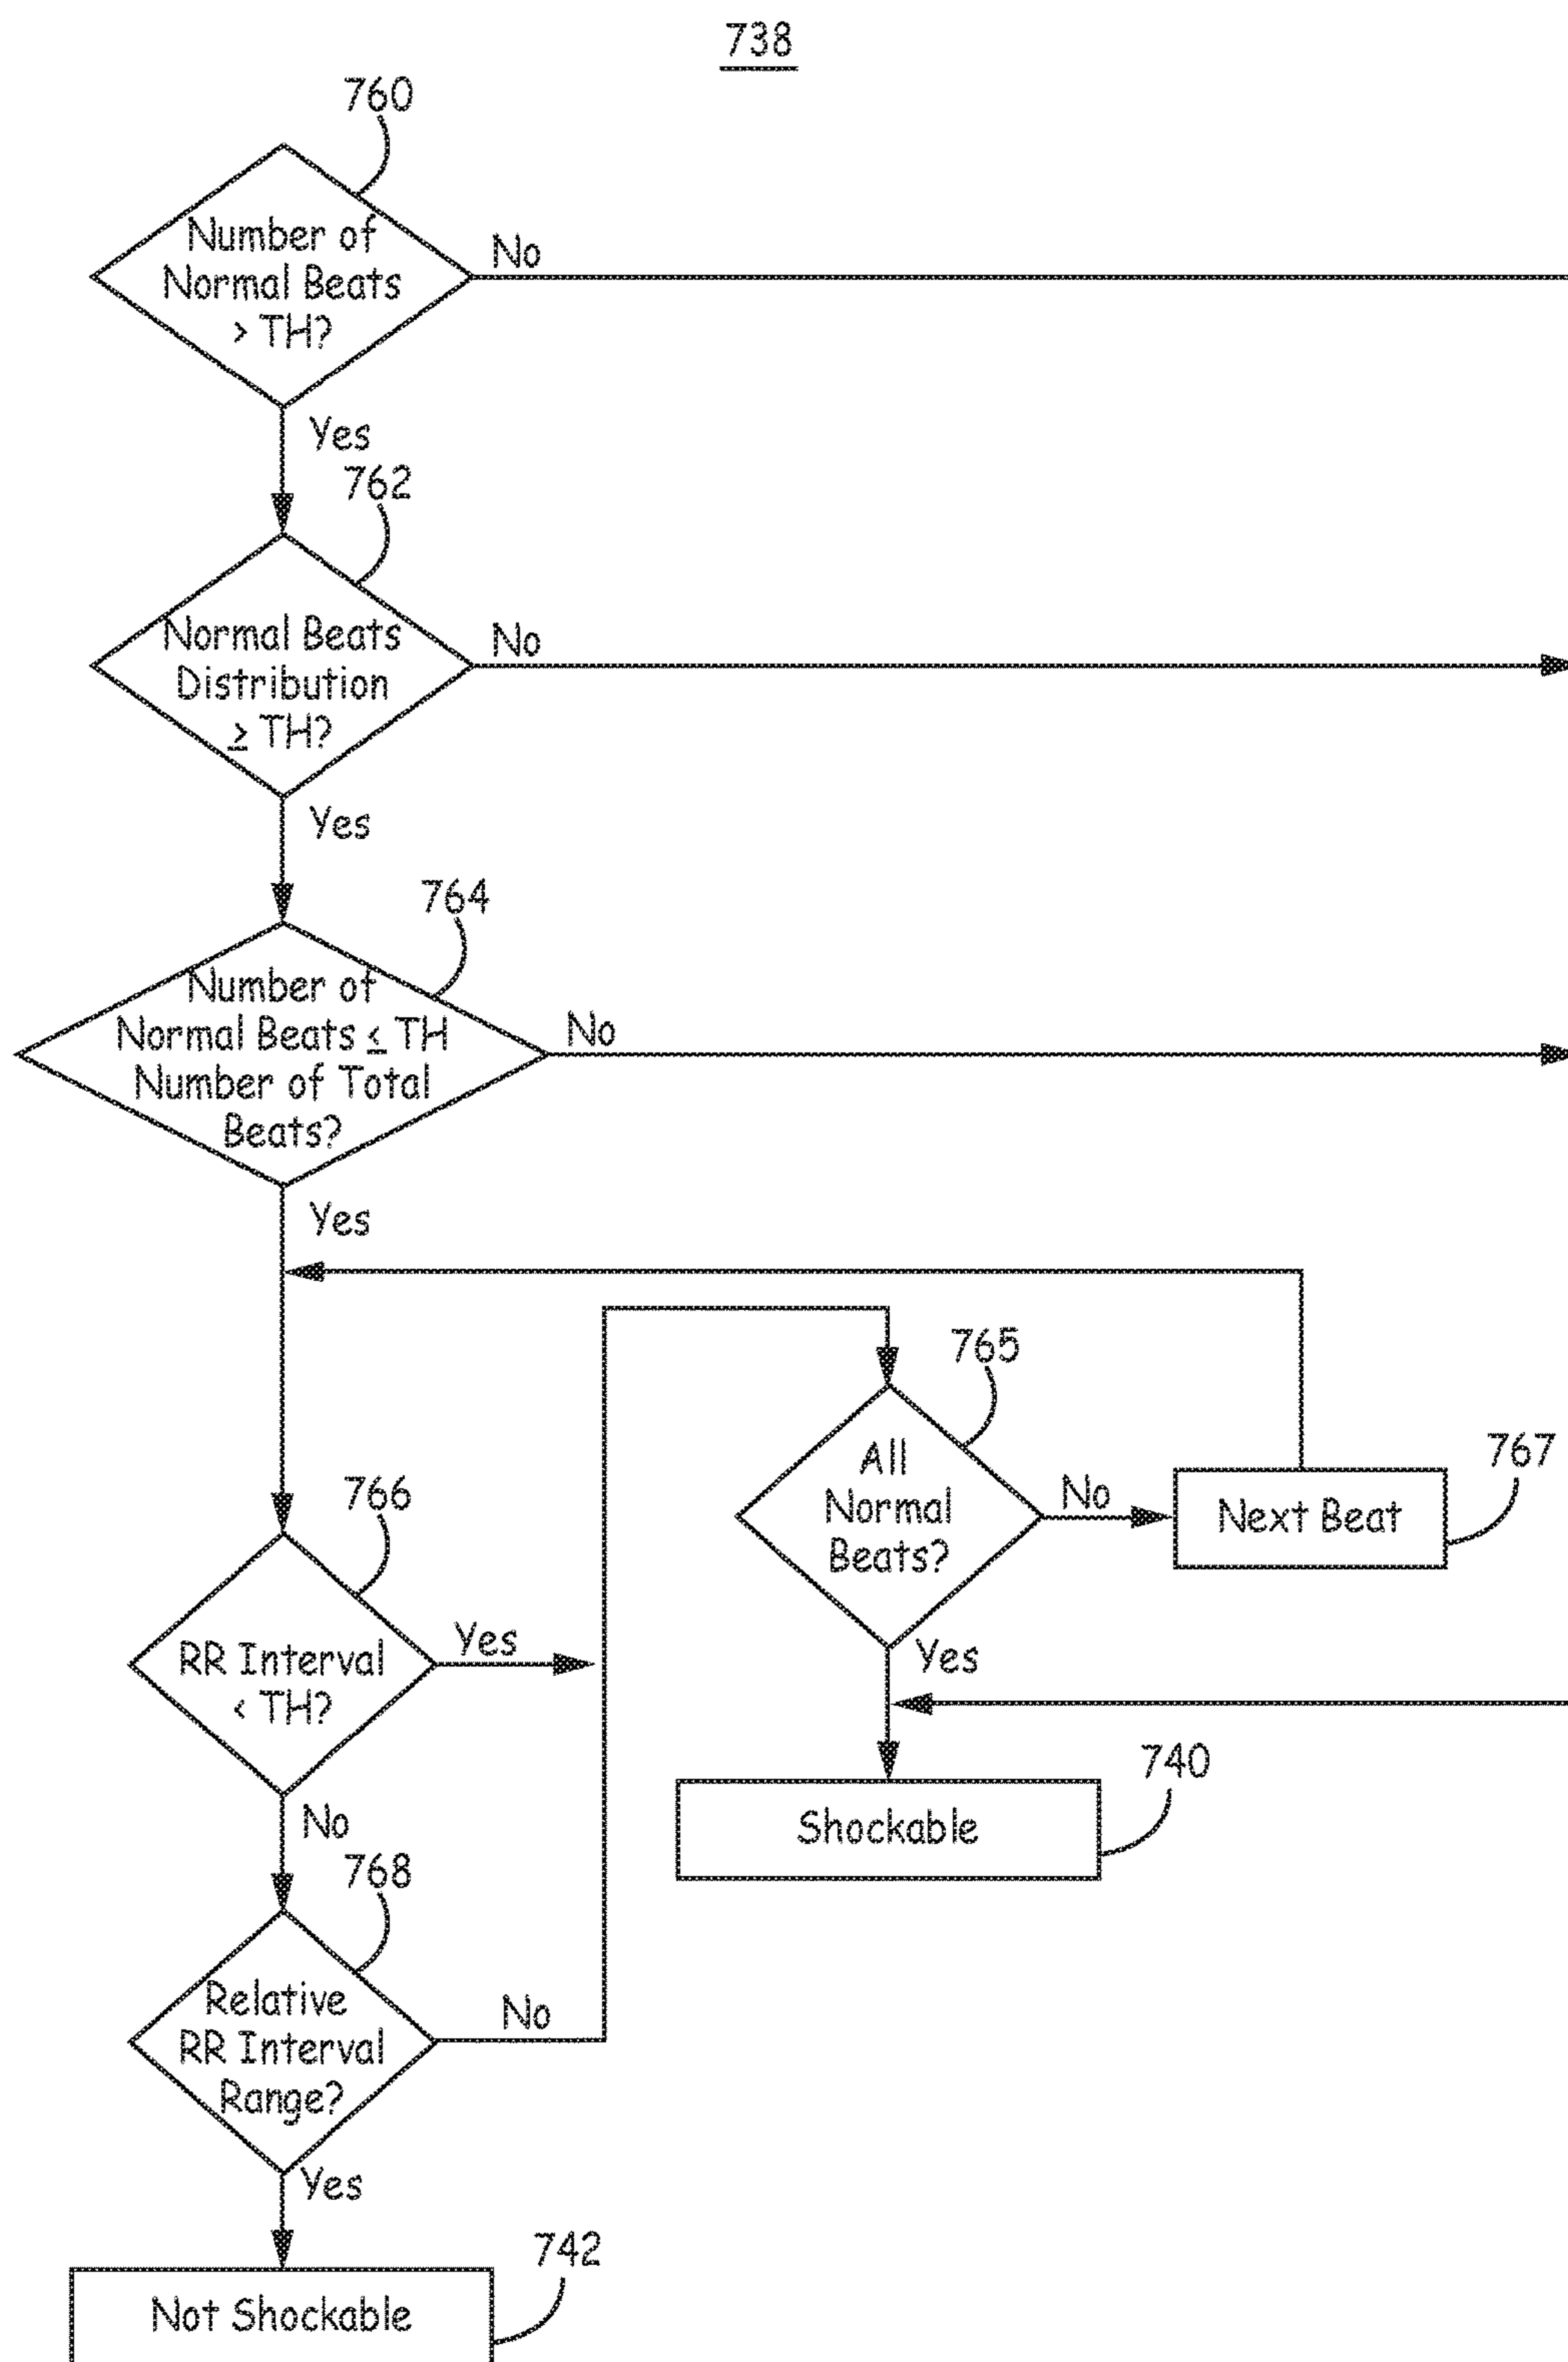 738
760
Number of
Normal Beats
> TH?
No
Yes
762
Normal Beats
Distribution
≥ TH?
No
Yes
764
Number of
Normal Beats ≤ TH
Number of Total
Beats?
No
Yes
765
All
Normal
Beats?
No
767
Next Beat
Yes
766
RR Interval
< TH?
Yes
No
740
Shockable
768
Relative
RR Interval
Range?
No
Yes
742
Not Shockable